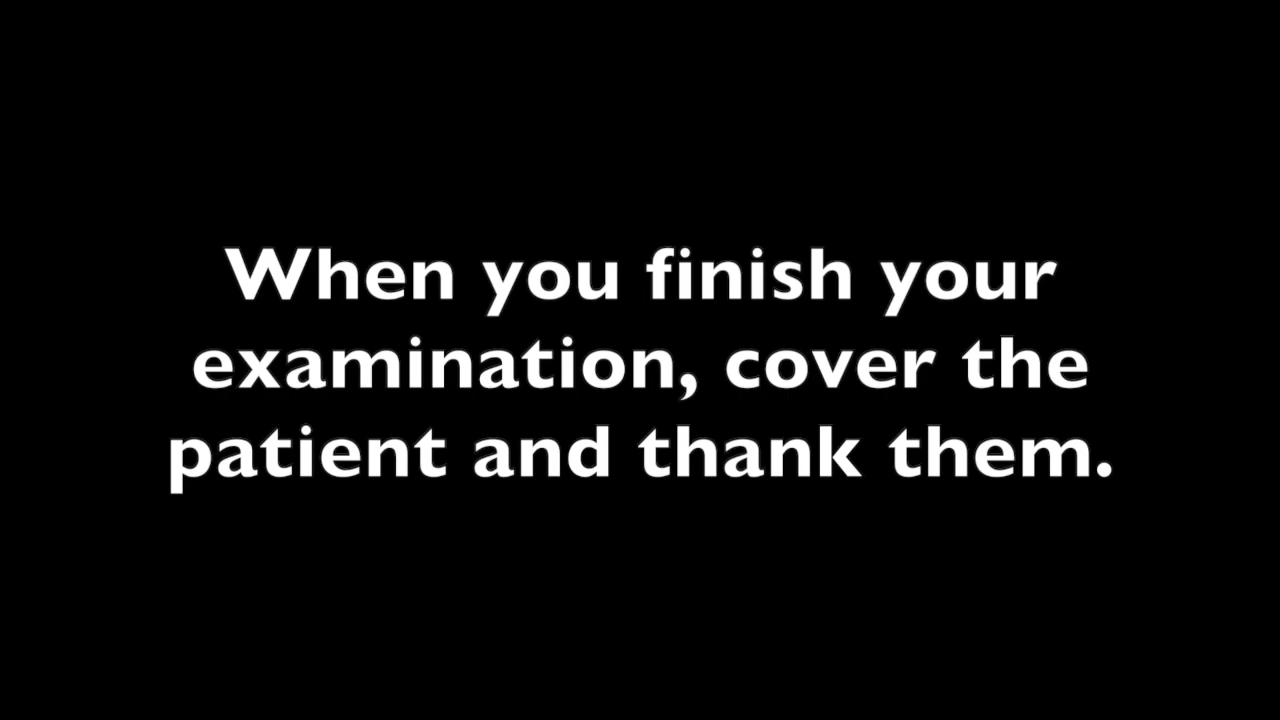 When you finish your
examination, cover the
patient and thank them.